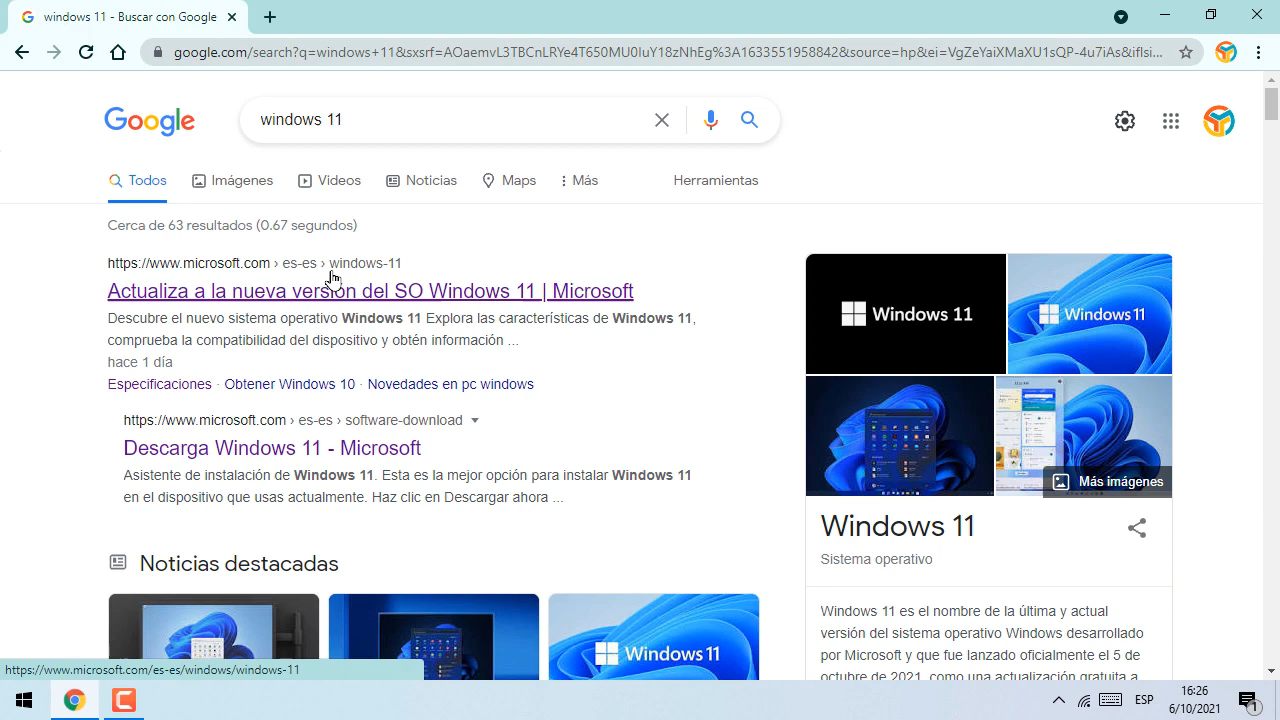 windows 11 - Buscar con Google
google.com/search?q=windows+11&sxsrf=AOaemvL3TBCnLRYe4T650MU0IuY18zNhEg%3A1633551958542&source=hp&ei=VgZeYaiXMaXU1sQP-4u7iAs&iflsi...
Google
windows 11
Todos
Imágenes
Videos
Noticias
Maps
Más
Herramientas
Cerca de 63 resultados (0.67 segundos)
https://www.microsoft.com › es-es › windows-11
Actualiza a la nueva versión del SO Windows 11 | Microsoft
Descubre el nuevo sistema operativo Windows 11 Explora las características de Windows 11,
comprueba la compatibilidad del dispositivo y obtén información ...
hace 1 día
Especificaciones · Obtener Windows 10 · Novedades en pc windows
https://www.microsoft.com › es-es › software-download
Descarga Windows 11 - Microsoft
Asistente de instalación de Windows 11. Esta es la mejor opción para instalar Windows 11
en el dispositivo que usas actualmente. Haz clic en Descargar ahora ...
Noticias destacadas
Windows 11
Windows 11
Windows 11
Más imágenes
Windows 11
Sistema operativo
Windows 11 es el nombre de la última y actual
versión del sistema operativo Windows desarrollada
por Microsoft y que fue lanzado oficialmente el 5 de
octubre de 2021, como una actualización gratuita a
https://www.microsoft.com/es-es/windows/windows-11
ESP
16:26
6/10/2021
1